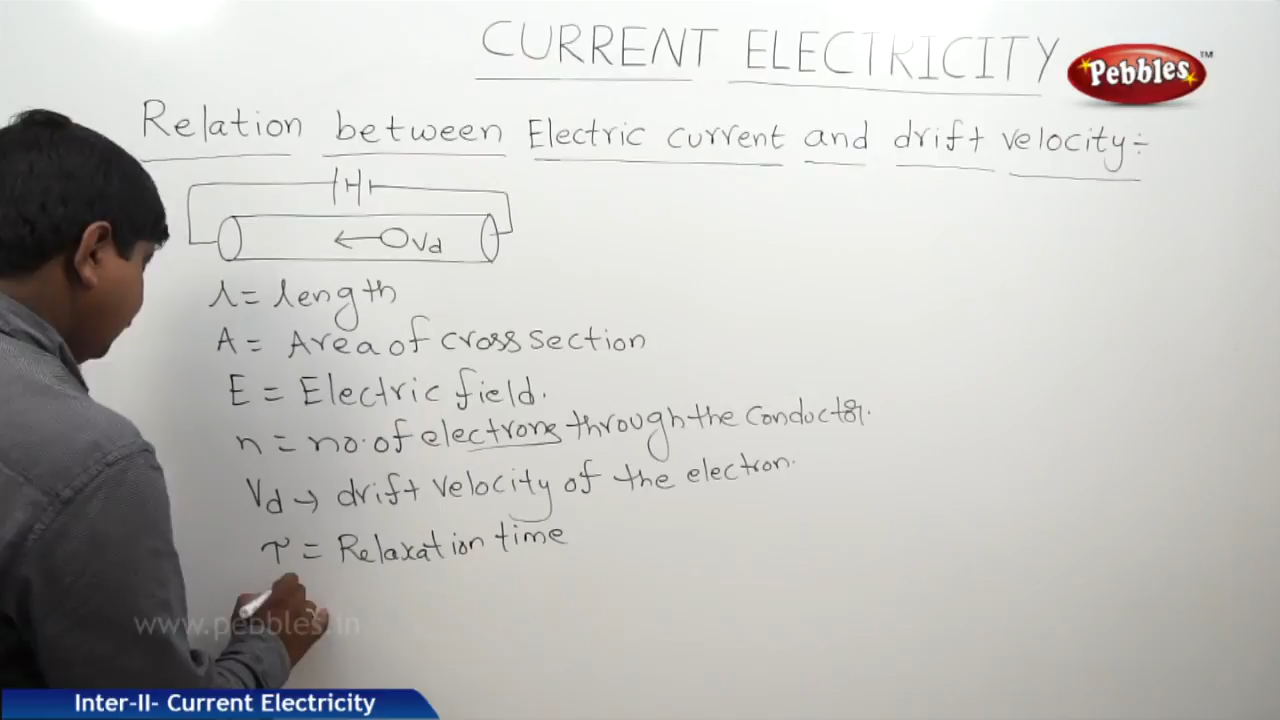 CURRENT ELECTRICITY
Pebbles™
Relation between Electric current and drift velocity:-
Vd
l = length
A = Area of cross section
E = Electric field.
n = no. of electrons through the conductor.
Vd → drift velocity of the electron.
τ = Relaxation time
www.pebbles.in
Inter-II- Current Electricity